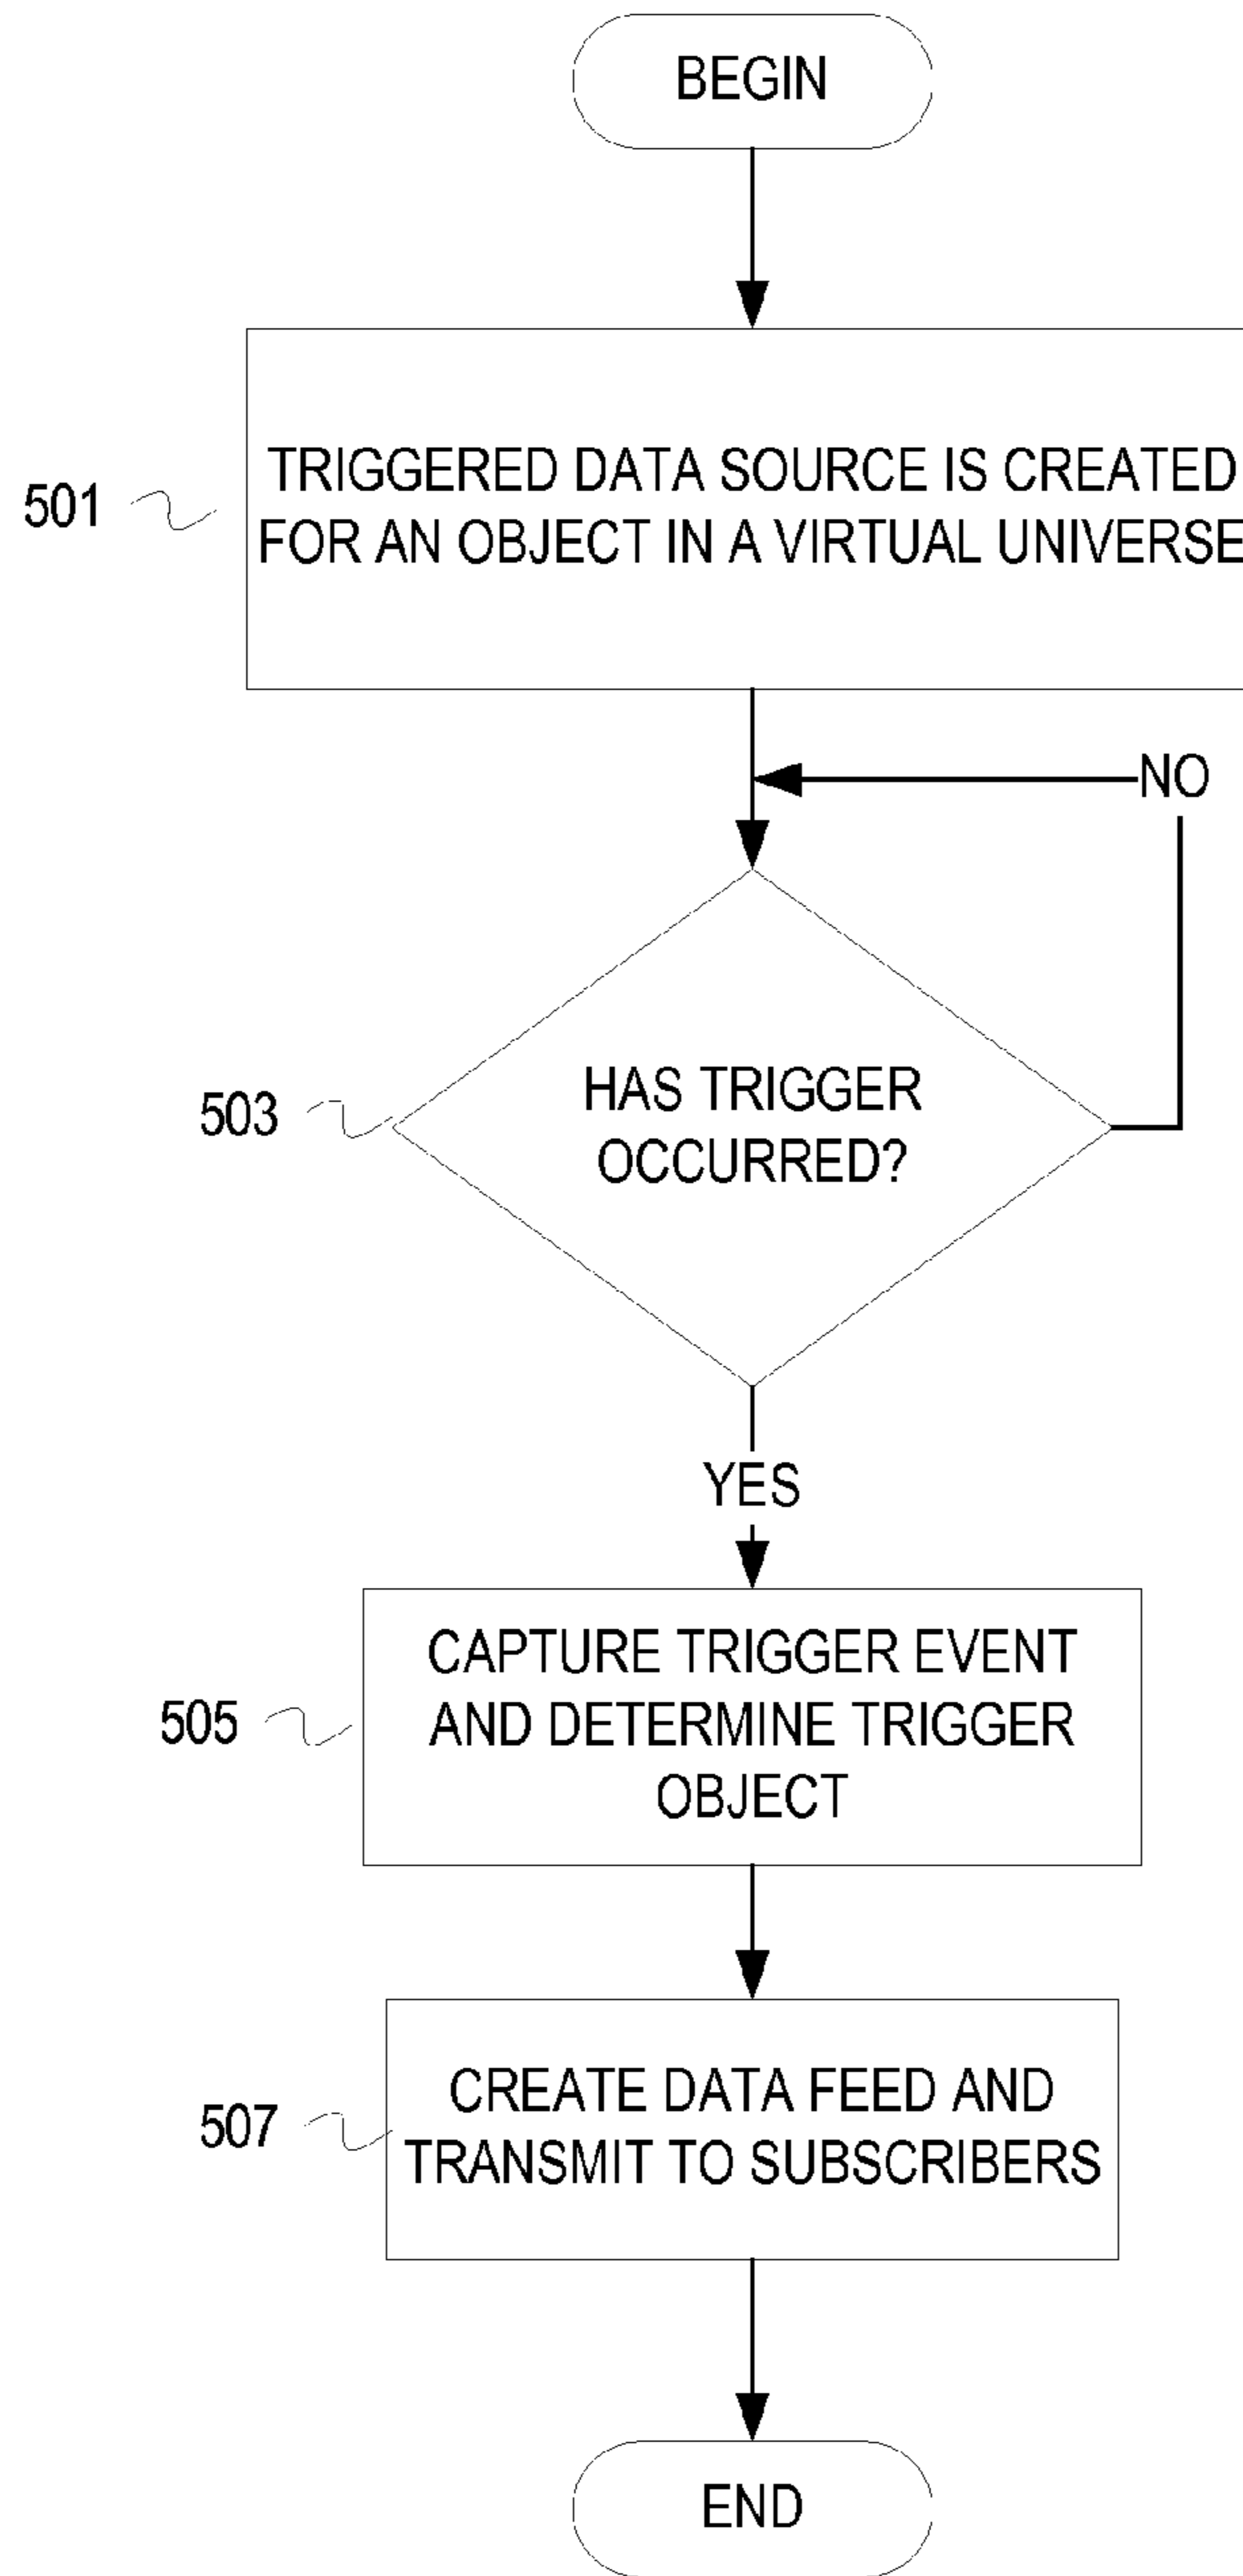 BEGIN
501
TRIGGERED DATA SOURCE IS CREATED
FOR AN OBJECT IN A VIRTUAL UNIVERSE
NO
503
HAS TRIGGER
OCCURRED?
YES
505
CAPTURE TRIGGER EVENT
AND DETERMINE TRIGGER
OBJECT
507
CREATE DATA FEED AND
TRANSMIT TO SUBSCRIBERS
END